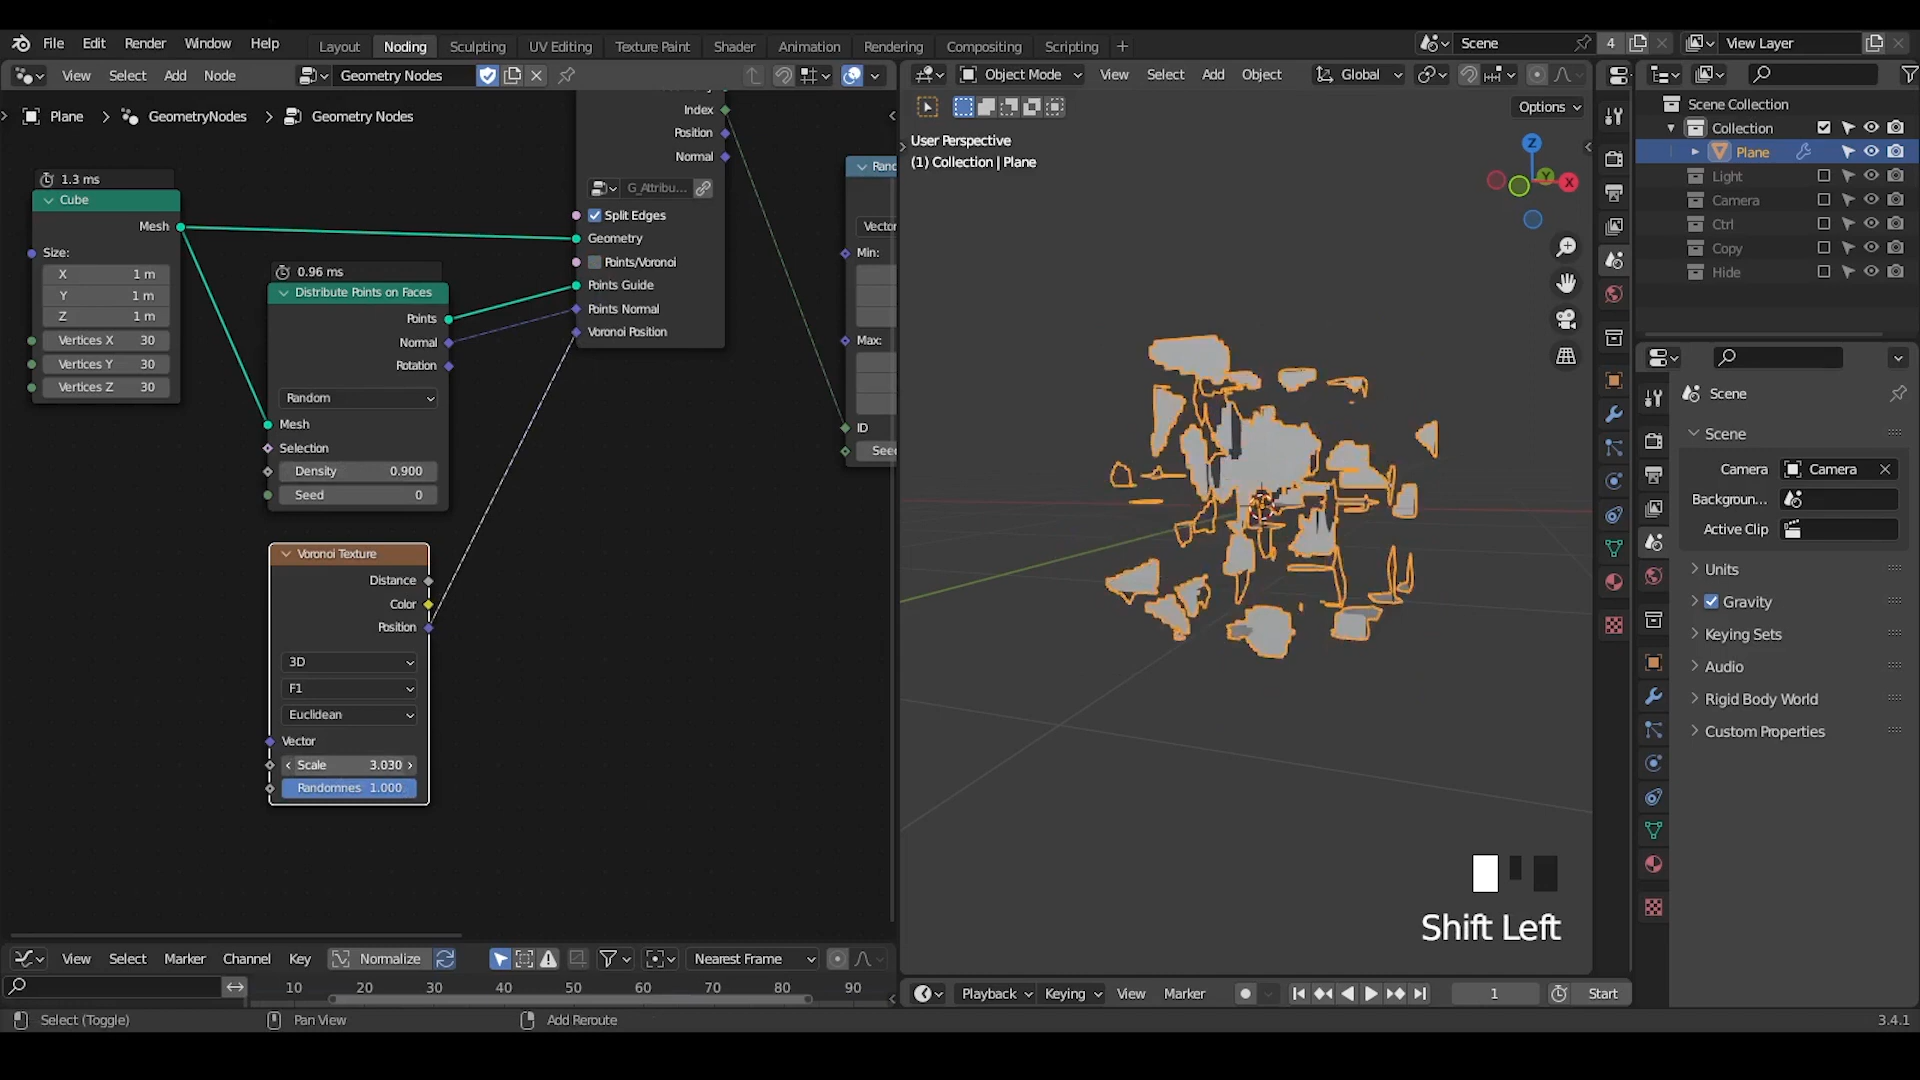 File Edit Render Window Help Layout Noding Sculpting UV Editing Texture Paint Shader Animation Rendering Compositing Scripting Scene 4 View Layer
View Select Add Node Geometry Nodes Object Mode View Select Add Object Global
Plane > GeometryNodes > Geometry Nodes
Options
User Perspective
(1) Collection | Plane
Index
Position
Normal
G_Attribu...
Split Edges
Geometry
Points/Voronoi
Points Guide
Points Normal
Voronoi Position
1.3 ms
Cube
Mesh
Size:
X 1 m
Y 1 m
Z 1 m
Vertices X 30
Vertices Y 30
Vertices Z 30
0.96 ms
Distribute Points on Faces
Points
Normal
Rotation
Random
Mesh
Selection
Density 0.900
Seed 0
Voronoi Texture
Distance
Color
Position
3D
F1
Euclidean
Vector
Scale 3.030
Randomnes 1.000
Rand
Vector
Min:
Max:
ID
See
Z
Y
X
Shift Left
Scene Collection
Collection
Plane
Light
Camera
Ctrl
Copy
Hide
Scene
Scene
Camera Camera
Backgroun...
Active Clip
Units
Gravity
Keying Sets
Audio
Rigid Body World
Custom Properties
View Select Marker Channel Key Normalize Nearest Frame
10 20 30 40 50 60 70 80 90
Playback Keying View Marker 1 Start
Select (Toggle) Pan View Add Reroute 3.4.1